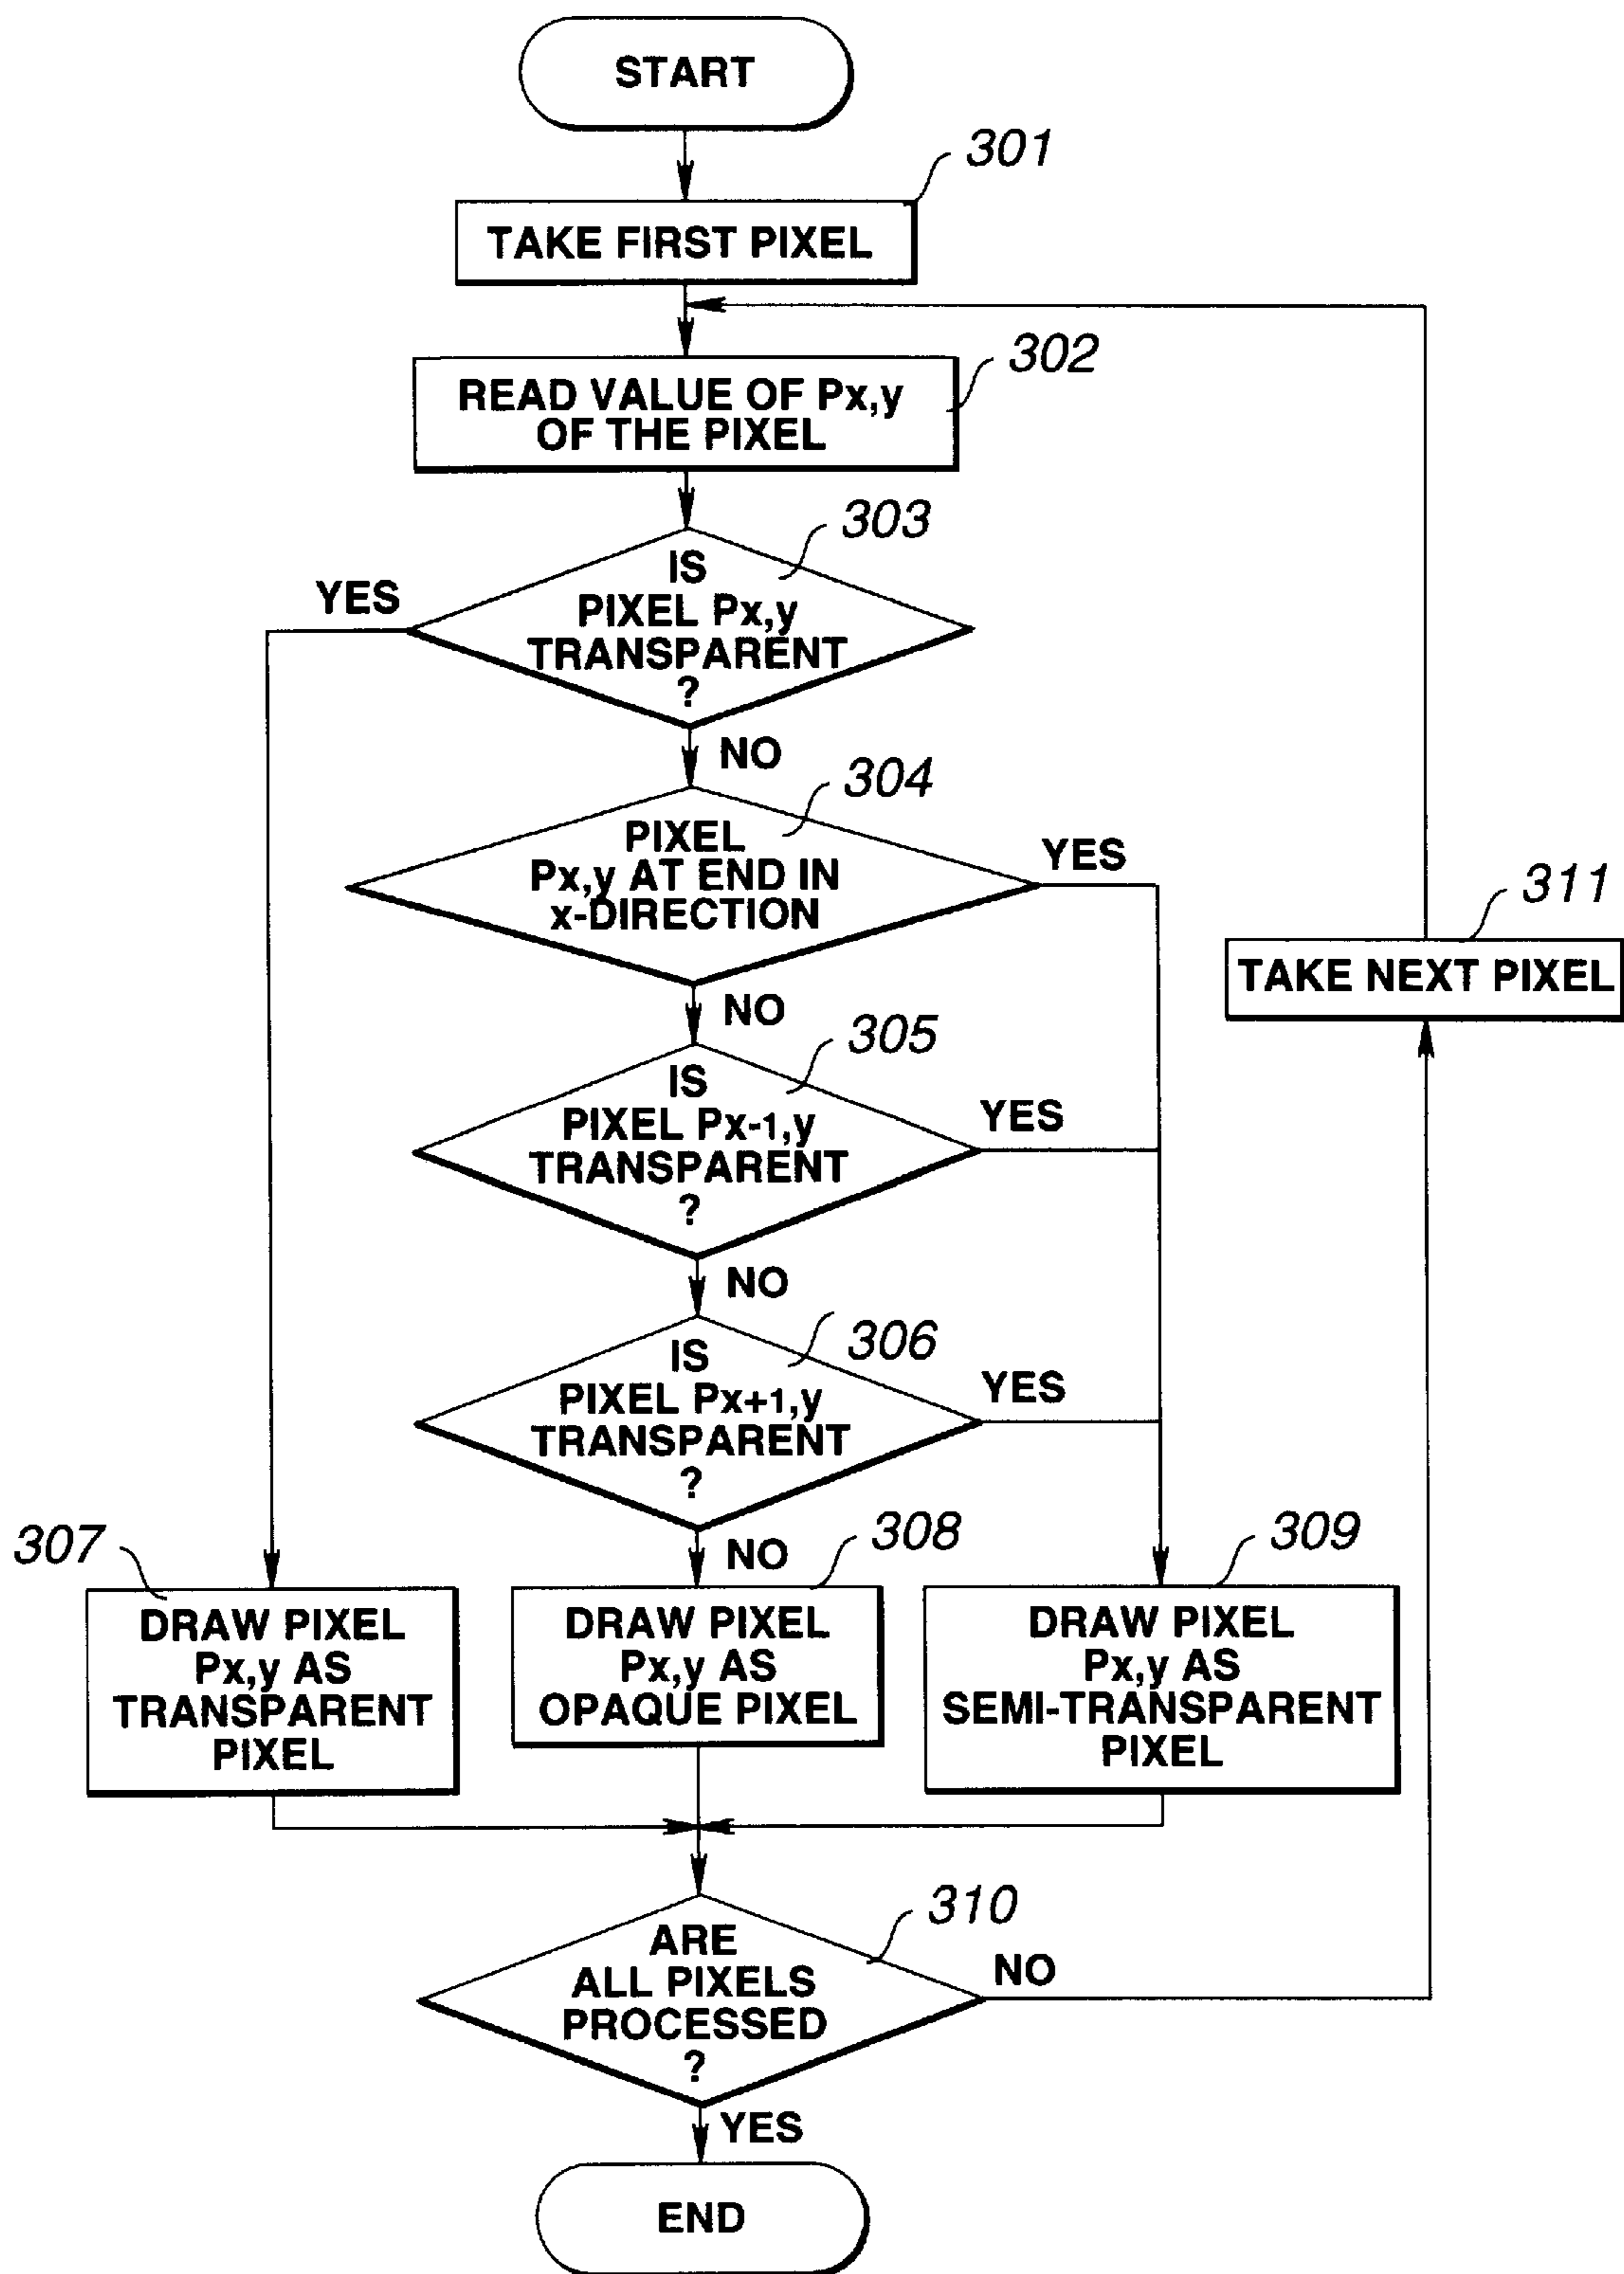 START
301
TAKE FIRST PIXEL
302
READ VALUE OF Px,y
OF THE PIXEL
303
IS
PIXEL Px,y
TRANSPARENT
?
YES
NO
304
PIXEL
Px,y AT END IN
x-DIRECTION
YES
NO
311
TAKE NEXT PIXEL
305
IS
PIXEL Px-1,y
TRANSPARENT
?
YES
NO
306
IS
PIXEL Px+1,y
TRANSPARENT
?
YES
NO
307
DRAW PIXEL
Px,y AS
TRANSPARENT
PIXEL
308
DRAW PIXEL
Px,y AS
OPAQUE PIXEL
309
DRAW PIXEL
Px,y AS
SEMI-TRANSPARENT
PIXEL
310
ARE
ALL PIXELS
PROCESSED
?
NO
YES
END